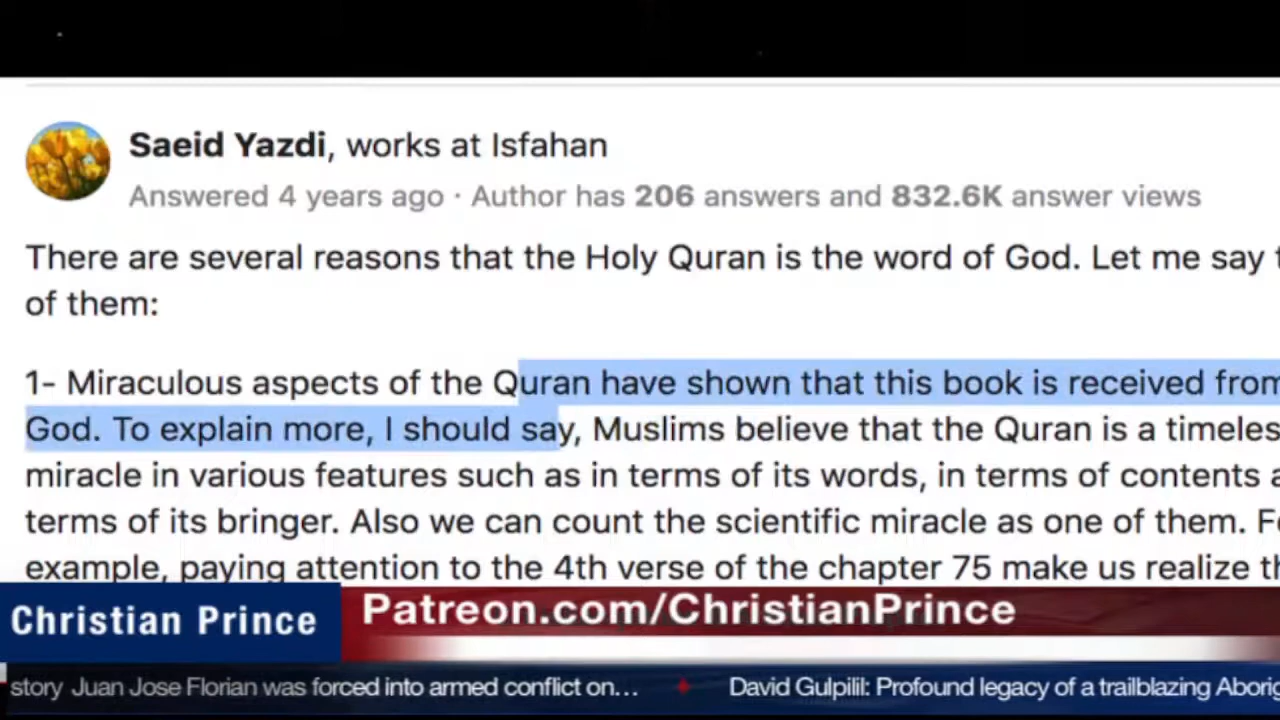 Saeid Yazdi, works at Isfahan
Answered 4 years ago · Author has 206 answers and 832.6K answer views
There are several reasons that the Holy Quran is the word of God. Let me say
of them:
1- Miraculous aspects of the Quran have shown that this book is received from
God. To explain more, I should say, Muslims believe that the Quran is a timeles
miracle in various features such as in terms of its words, in terms of contents
terms of its bringer. Also we can count the scientific miracle as one of them.
example, paying attention to the 4th verse of the chapter 75 make us realize
Christian Prince
Patreon.com/ChristianPrince
story Juan Jose Florian was forced into armed conflict on... David Gulpilil: Profound legacy of a trailblazing